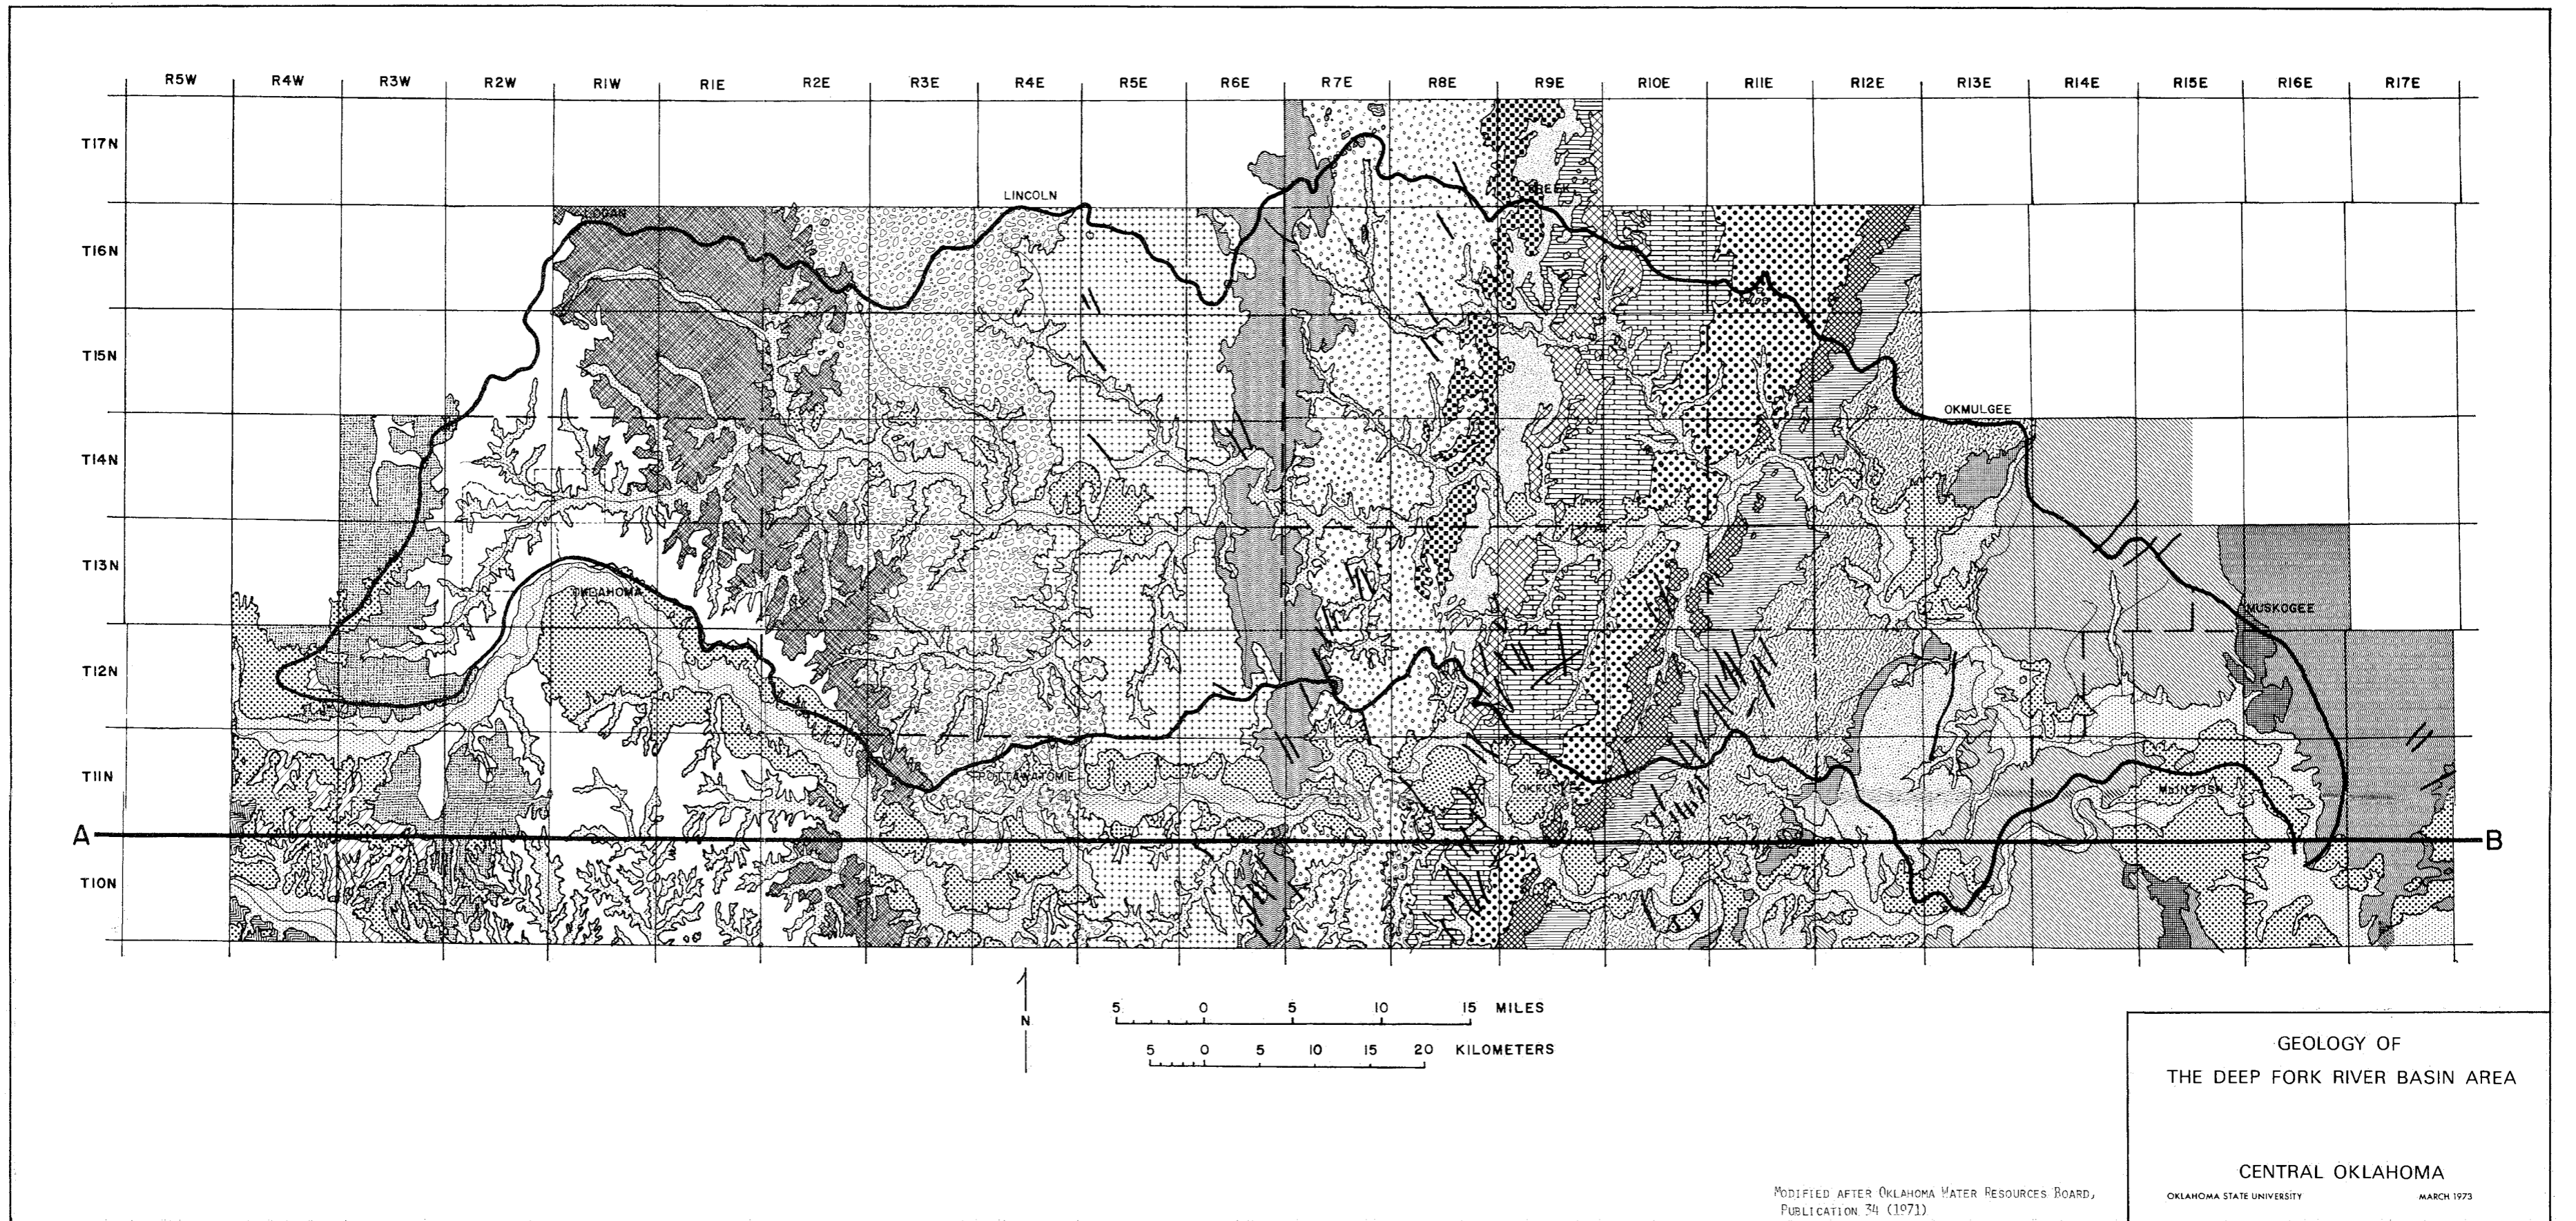 R5W R4W R3W R2W R1W R1E R2E R3E R4E R5E R6E R7E R8E R9E R10E R11E R12E R13E R14E R15E R16E R17E
T17N
LINCOLN
CREEK
LOGAN
T16N
T15N
OKMULGEE
T14N
T13N
OKLAHOMA
MUSKOGEE
T12N
T11N
POTTAWATOMIE
OKFUSKEE
McINTOSH
A
B
T10N
N
5 0 5 10 15 MILES
5 0 5 10 15 20 KILOMETERS
GEOLOGY OF
THE DEEP FORK RIVER BASIN AREA
CENTRAL OKLAHOMA
OKLAHOMA STATE UNIVERSITY MARCH 1973
MODIFIED AFTER OKLAHOMA WATER RESOURCES BOARD,
PUBLICATION 34 (1971)